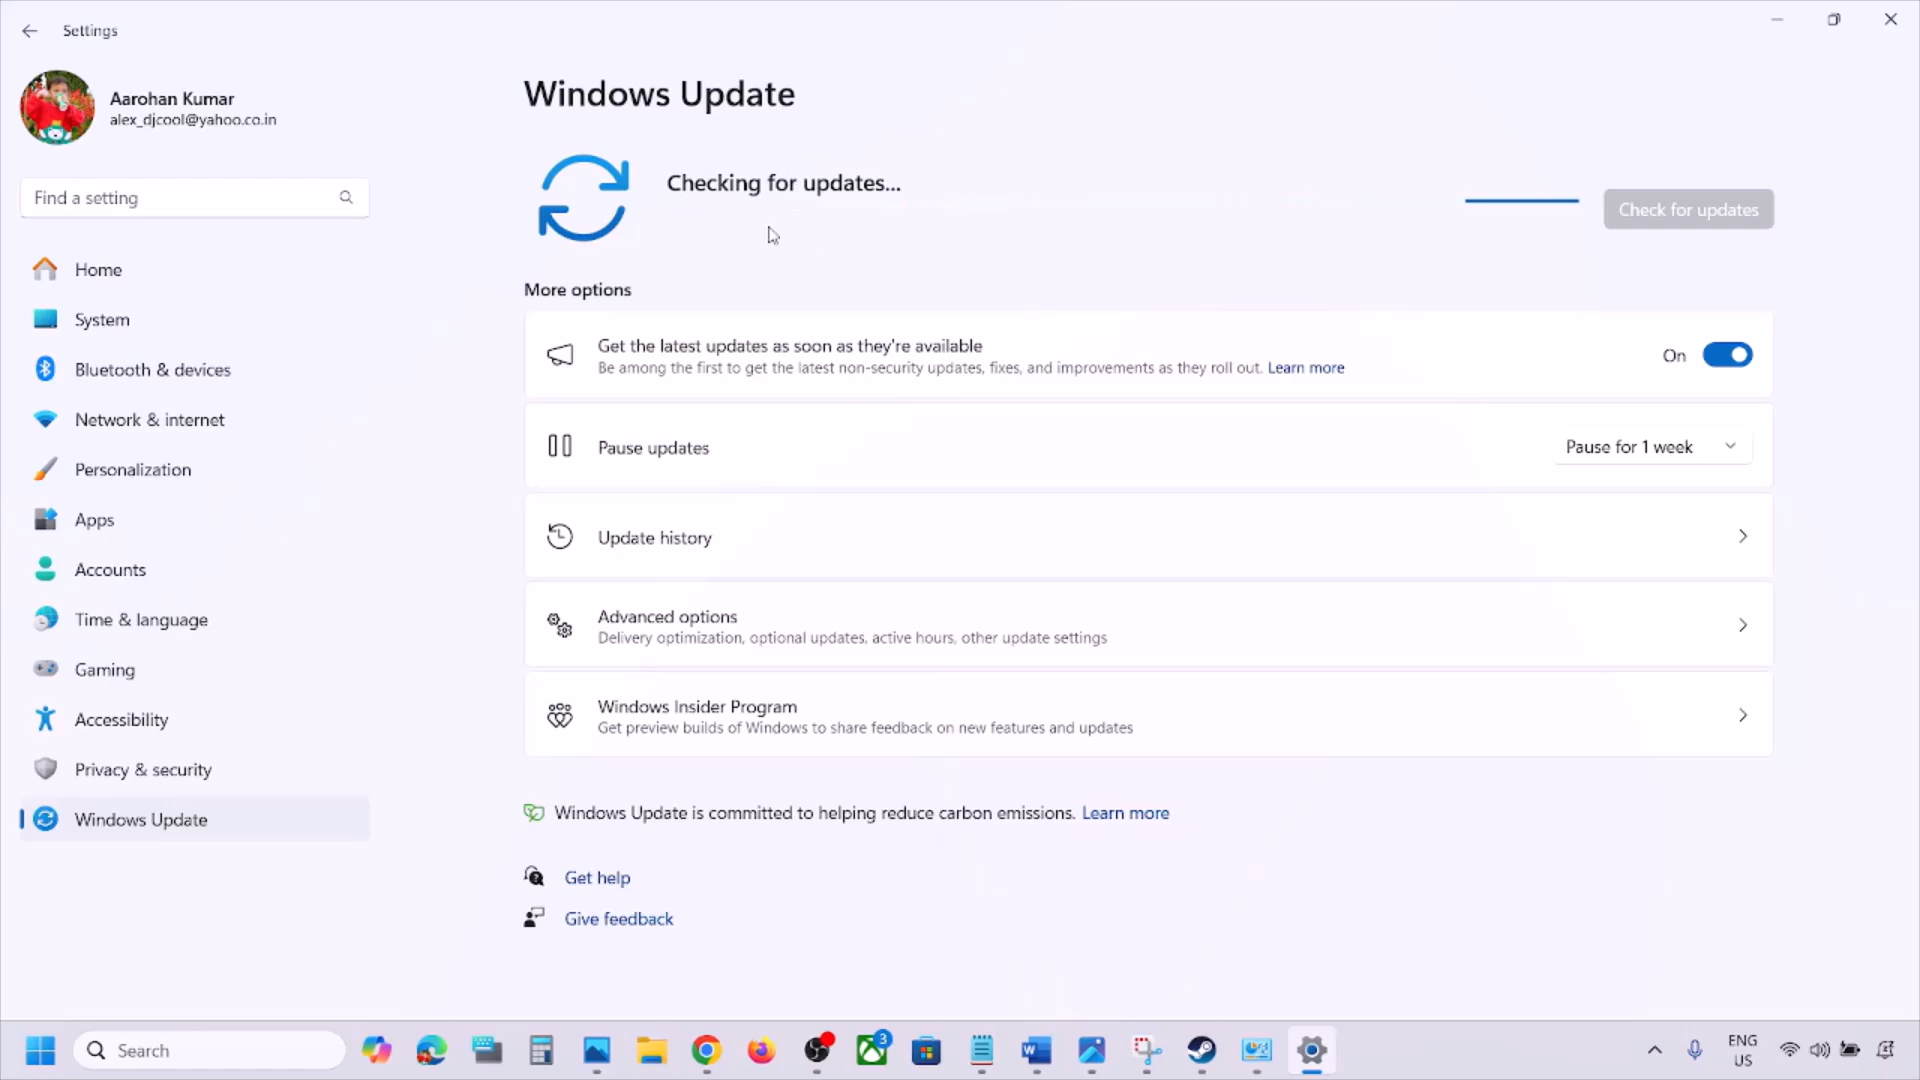 Settings
Aarohan Kumar
alex_djcool@yahoo.co.in
Find a setting
Home
System
Bluetooth & devices
Network & internet
Personalization
Apps
Accounts
Time & language
Gaming
Accessibility
Privacy & security
Windows Update
Windows Update
Checking for updates...
Check for updates
More options
Get the latest updates as soon as they're available
Be among the first to get the latest non-security updates, fixes, and improvements as they roll out. Learn more
On
Pause updates
Pause for 1 week
Update history
Advanced options
Delivery optimization, optional updates, active hours, other update settings
Windows Insider Program
Get preview builds of Windows to share feedback on new features and updates
Windows Update is committed to helping reduce carbon emissions. Learn more
Get help
Give feedback
Search
3
ENG
US